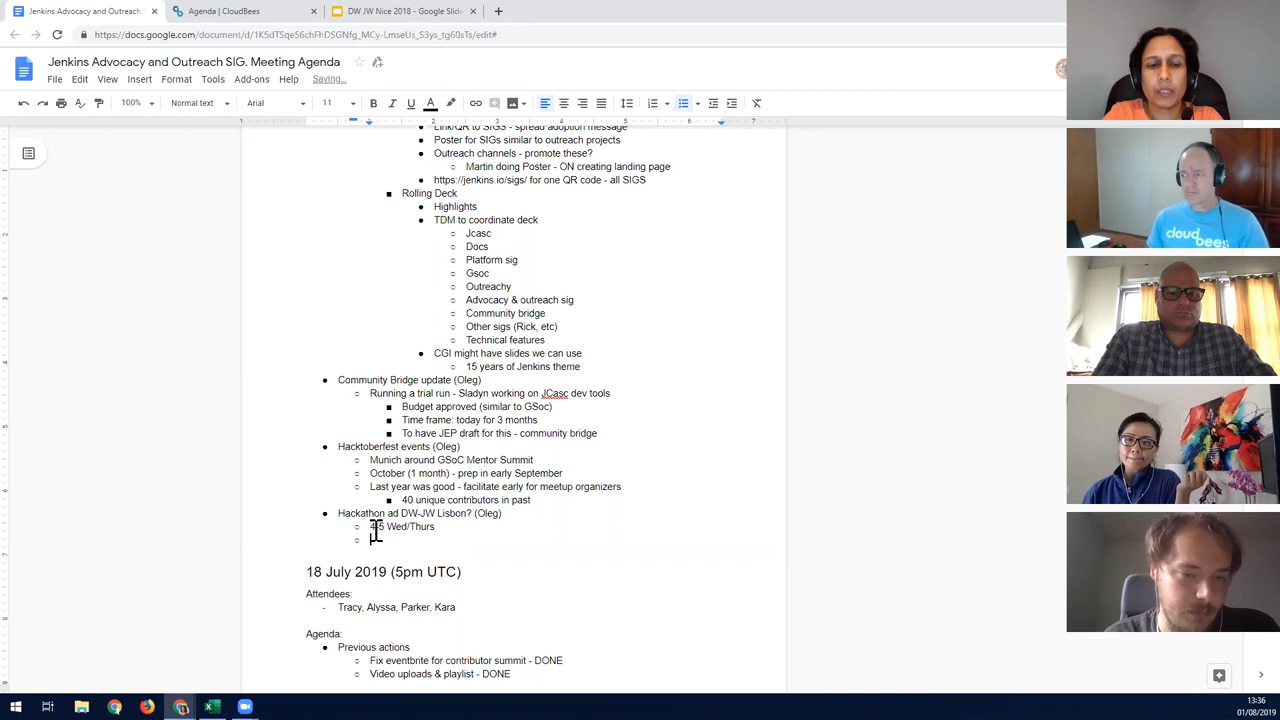 Jenkins Advocacy and Outreach
Agenda | CloudBees
DW JW Nice 2018 - Google Slide
https://docs.google.com/document/d/1K5dTSqe56chFhDSGNfg_MCy-LmseUs_S3ys_tg60sTs/edit#
Jenkins Advocacy and Outreach SIG. Meeting Agenda
File Edit View Insert Format Tools Add-ons Help Saving...
100% Normal text Arial 11
1 2 3 4 5 6 7
Link/QR to SIGS - spread adoption message
Poster for SIGs similar to outreach projects
Outreach channels - promote these?
Martin doing Poster - ON creating landing page
https://jenkins.io/sigs/ for one QR code - all SIGS
Rolling Deck
Highlights
TDM to coordinate deck
Jcasc
Docs
Platform sig
Gsoc
Outreachy
Advocacy & outreach sig
Community bridge
Other sigs (Rick, etc)
Technical features
CGI might have slides we can use
15 years of Jenkins theme
Community Bridge update (Oleg)
Running a trial run - Sladyn working on JCasc dev tools
Budget approved (similar to GSoc)
Time frame: today for 3 months
To have JEP draft for this - community bridge
Hacktoberfest events (Oleg)
Munich around GSoC Mentor Summit
October (1 month) - prep in early September
Last year was good - facilitate early for meetup organizers
40 unique contributors in past
Hackathon ad DW-JW Lisbon? (Oleg)
4-5 Wed/Thurs
18 July 2019 (5pm UTC)
Attendees:
- Tracy, Alyssa, Parker, Kara
Agenda:
Previous actions
Fix eventbrite for contributor summit - DONE
Video uploads & playlist - DONE
cloudbees
13:36
01/08/2019